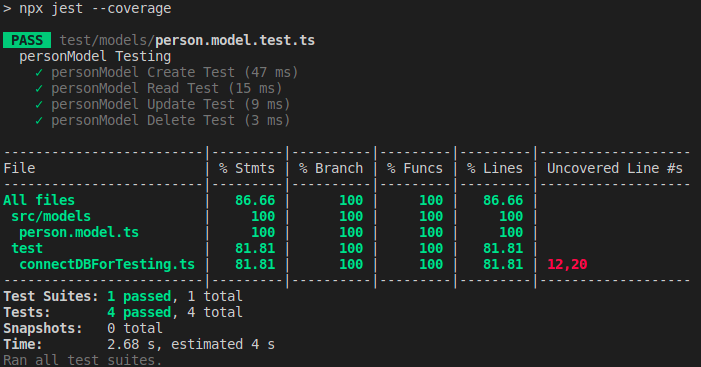 > npx jest --coverage
PASS test/models/person.model.test.ts
personModel Testing
✓ personModel Create Test (47 ms)
✓ personModel Read Test (15 ms)
✓ personModel Update Test (9 ms)
✓ personModel Delete Test (3 ms)
-------------------------|---------|----------|---------|---------|-------------------
File                     | % Stmts | % Branch | % Funcs | % Lines | Uncovered Line #s
-------------------------|---------|----------|---------|---------|-------------------
All files                |   86.66 |      100 |     100 |   86.66 |
 src/models              |     100 |      100 |     100 |     100 |
  person.model.ts        |     100 |      100 |     100 |     100 |
 test                    |   81.81 |      100 |     100 |   81.81 |
  connectDBForTesting.ts |   81.81 |      100 |     100 |   81.81 | 12,20
-------------------------|---------|----------|---------|---------|-------------------
Test Suites: 1 passed, 1 total
Tests:       4 passed, 4 total
Snapshots:   0 total
Time:        2.68 s, estimated 4 s
Ran all test suites.